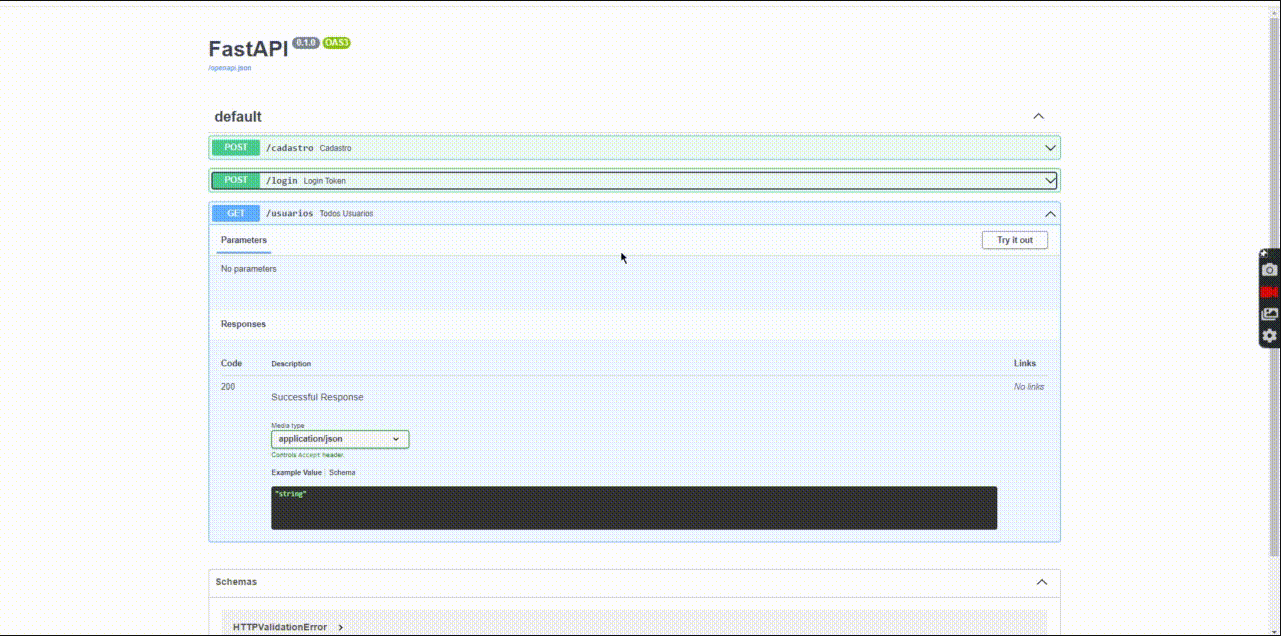 FastAPI 0.1.0 OAS3
/openapi.json
default
POST /cadastro Cadastro
POST /login Login Token
GET /usuarios Todos Usuarios
Parameters
Try it out
No parameters
Responses
Code Description Links
200
Successful Response
No links
Media type
application/json
Controls Accept header.
Example Value Schema
"string"
Schemas
HTTPValidationError